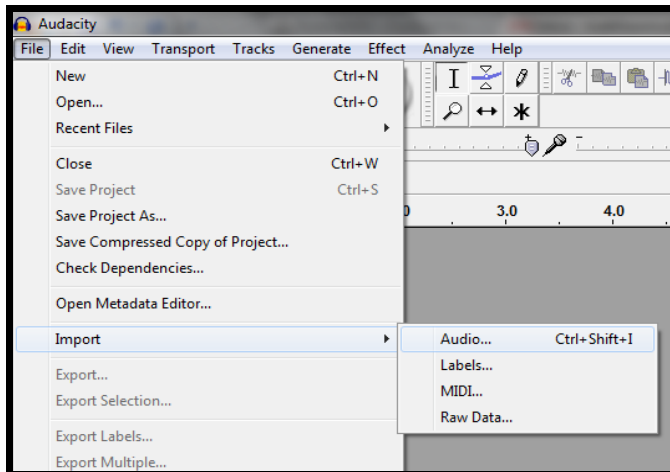 Audacity
File Edit View Transport Tracks Generate Effect Analyze Help
New Ctrl+N
Open... Ctrl+O
Recent Files
Close Ctrl+W
Save Project Ctrl+S
Save Project As...
Save Compressed Copy of Project...
Check Dependencies...
Open Metadata Editor...
Import
Export...
Export Selection...
Export Labels...
Export Multiple...
Audio... Ctrl+Shift+I
Labels...
MIDI...
Raw Data...
3.0 4.0